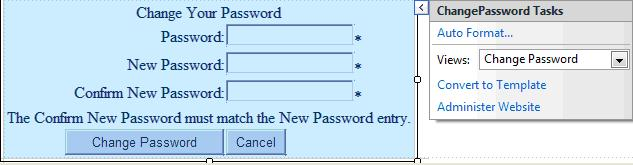 Change Your Password
Password: *
New Password: *
Confirm New Password: *
The Confirm New Password must match the New Password entry.
Change Password Cancel
ChangePassword Tasks
Auto Format...
Views: Change Password
Convert to Template
Administer Website